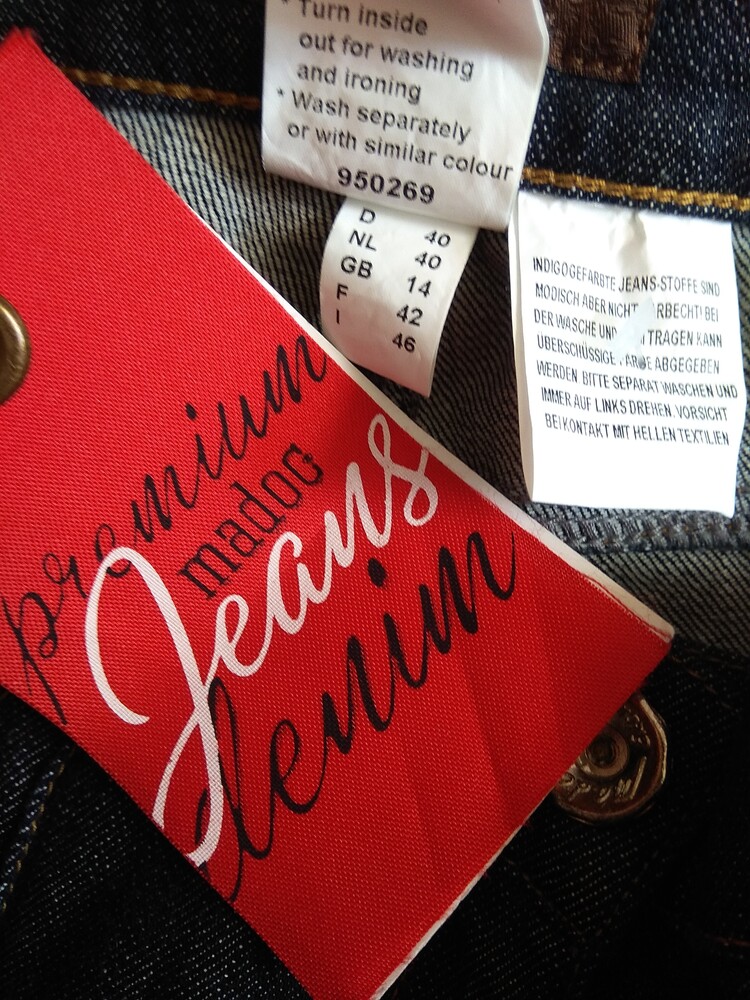 * Turn inside
out for washing
and ironing
* Wash separately
or with similar colour
950269
D 40
NL 40
GB 14
F 42
I 46
INDIGOGEFÄRBTE JEANS-STOFFE SIND
MODISCH ABER NICHT RBECHT! BEI
DER WÄSCHE UND TRAGEN KANN
ÜBERSCHÜSSIGE ABGEGEBEN
WERDEN. BITTE SEPARAT WASCHEN UND
IMMER AUF LINKS DREHEN. VORSICHT
BEI KONTAKT MIT HELLEN TEXTILIEN
premium
madoc
Jeans
denim